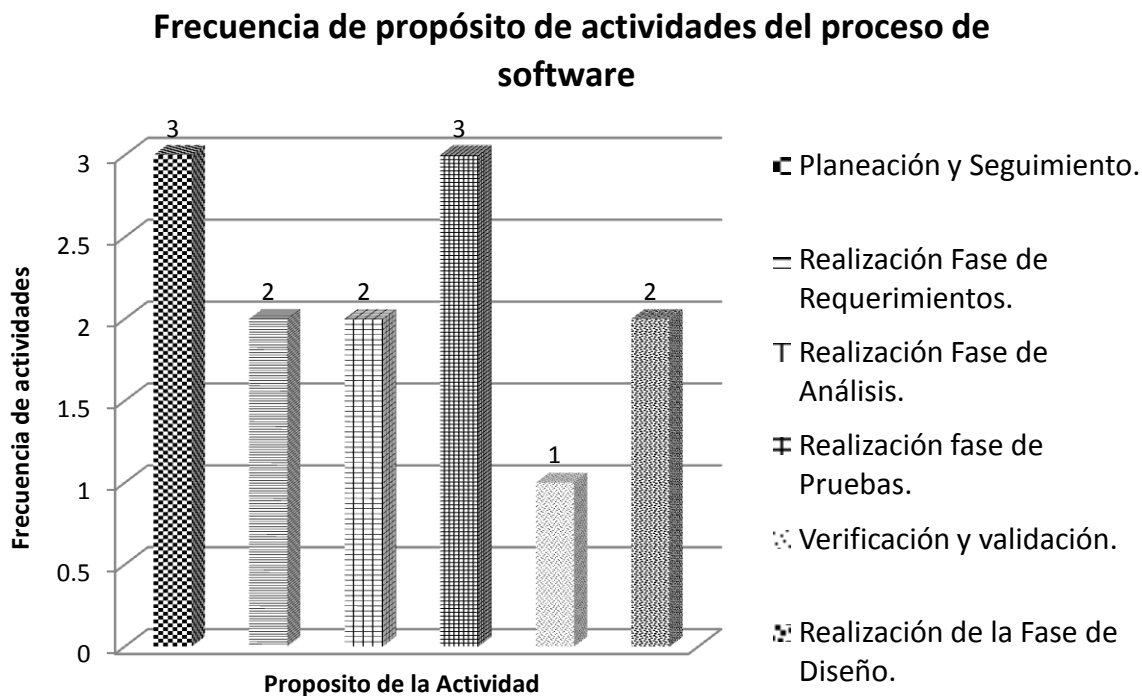 Frecuencia de propósito de actividades del proceso de
software
3
2
2
3
1
2
3
2.5
2
1.5
1
0.5
0
Frecuencia de actividades
Proposito de la Actividad
Planeación y Seguimiento.
Realización Fase de
Requerimientos.
Realización Fase de
Análisis.
Realización fase de
Pruebas.
Verificación y validación.
Realización de la Fase de
Diseño.